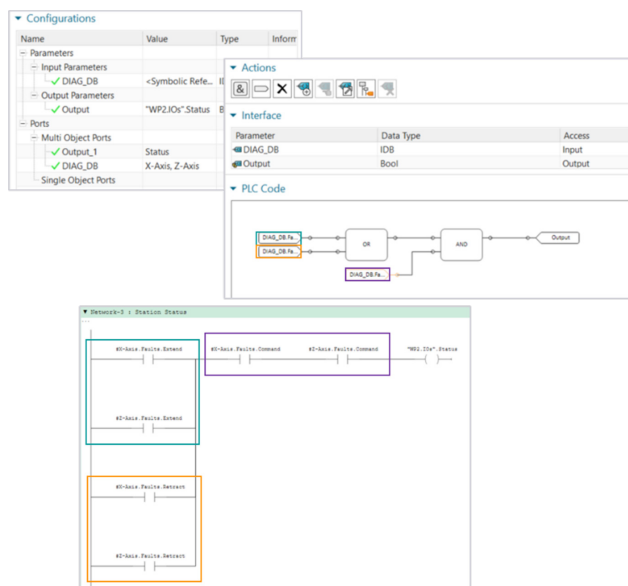 Configurations
Name Value Type Inform
Parameters
Input Parameters
DIAG_DB <Symbolic Refe...
Output Parameters
Output "WP2.IOs".Status B
Ports
Multi Object Ports
Output_1 Status
DIAG_DB X-Axis, Z-Axis
Single Object Ports
Actions
&
Interface
Parameter Data Type Access
DIAG_DB IDB Input
Output Bool Output
PLC Code
DIAG_DB.Fa...
DIAG_DB.Fa...
OR
AND
Output
DIAG_DB.Fa...
Network-3 : Station Status
#X-Axis.Faults.Extend #X-Axis.Faults.Command #Z-Axis.Faults.Command "WP2.IOs".Status
#Z-Axis.Faults.Extend
#X-Axis.Faults.Retract
#Z-Axis.Faults.Retract